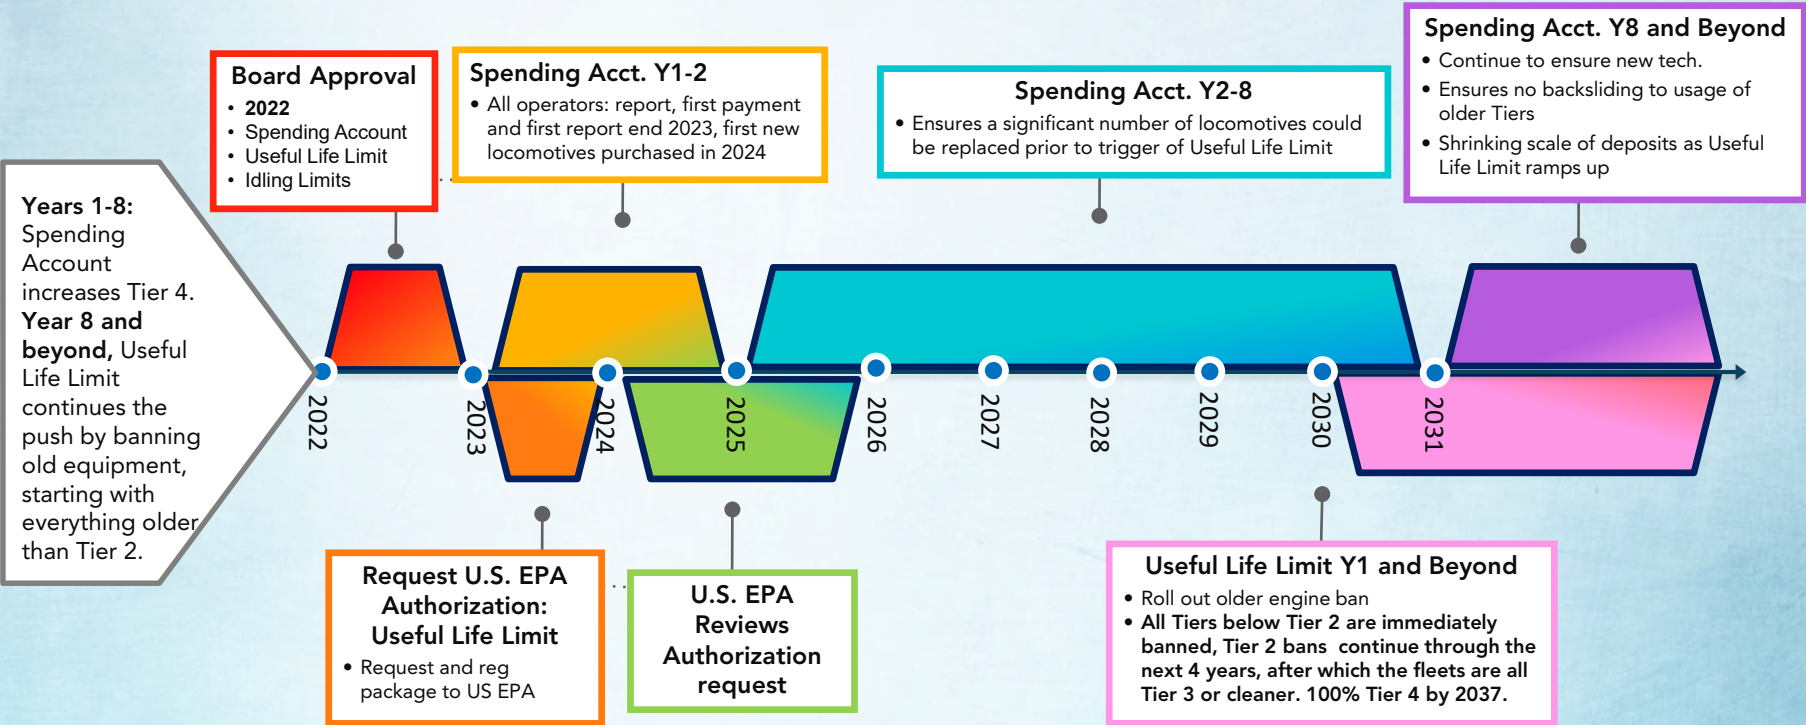 Years 1-8:
Spending
Account
increases Tier 4.
Year 8 and
beyond, Useful
Life Limit
continues the
push by banning
old equipment,
starting with
everything older
than Tier 2.
Board Approval
• 2022
• Spending Account
• Useful Life Limit
• Idling Limits
Spending Acct. Y1-2
• All operators: report, first payment
and first report end 2023, first new
locomotives purchased in 2024
Spending Acct. Y2-8
• Ensures a significant number of locomotives could
be replaced prior to trigger of Useful Life Limit
Spending Acct. Y8 and Beyond
• Continue to ensure new tech.
• Ensures no backsliding to usage of
older Tiers
• Shrinking scale of deposits as Useful
Life Limit ramps up
2022
2023
2024
2025
2026
2027
2028
2029
2030
2031
Request U.S. EPA
Authorization:
Useful Life Limit
• Request and reg
package to US EPA
U.S. EPA
Reviews
Authorization
request
Useful Life Limit Y1 and Beyond
• Roll out older engine ban
• All Tiers below Tier 2 are immediately
banned, Tier 2 bans continue through the
next 4 years, after which the fleets are all
Tier 3 or cleaner. 100% Tier 4 by 2037.